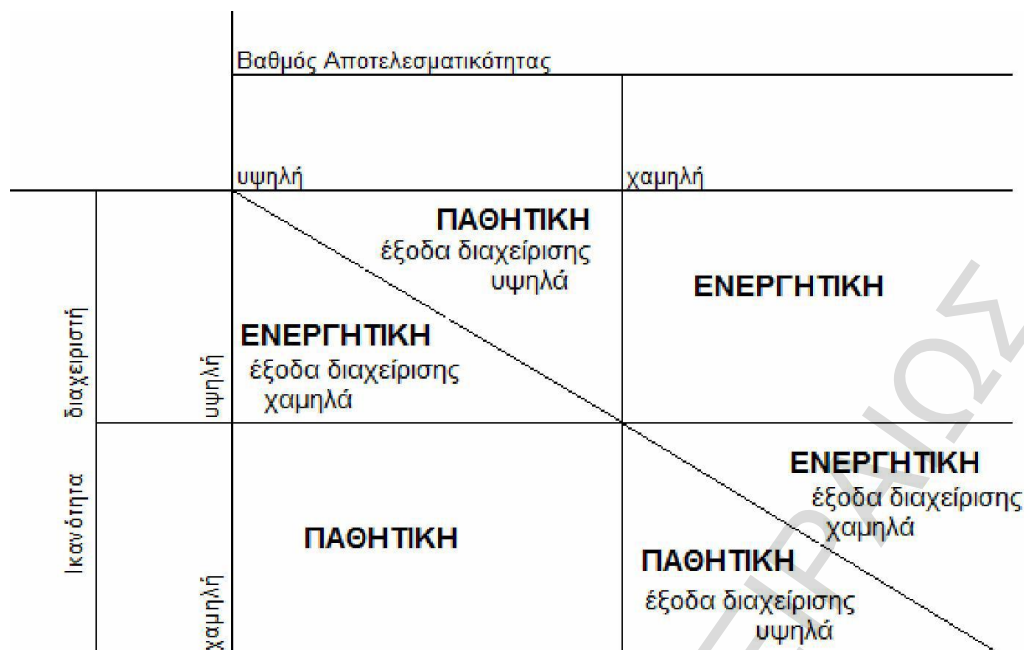 Βαθμός Αποτελεσματικότητας
υψηλή
χαμηλή
Ικανότητα διαχειριστή
υψηλή
ΠΑΘΗΤΙΚΗ
έξοδα διαχείρισης
υψηλά
ΕΝΕΡΓΗΤΙΚΗ
έξοδα διαχείρισης
χαμηλά
ΕΝΕΡΓΗΤΙΚΗ
χαμηλή
ΠΑΘΗΤΙΚΗ
ΕΝΕΡΓΗΤΙΚΗ
έξοδα διαχείρισης
χαμηλά
ΠΑΘΗΤΙΚΗ
έξοδα διαχείρισης
υψηλά